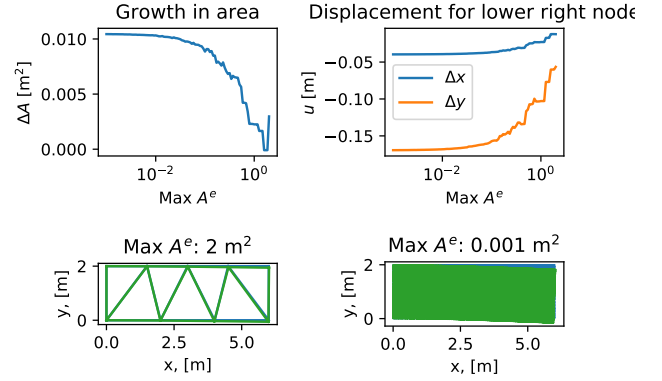 Growth in area
Displacement for lower right node
0.010
0.005
0.000
ΔA [m²]
10⁻² 10⁰
Max Aᵉ
−0.05
−0.10
−0.15
u [m]
Δx
Δy
10⁻² 10⁰
Max Aᵉ
Max Aᵉ: 2 m²
2
0
y, [m]
0.0 2.5 5.0
x, [m]
Max Aᵉ: 0.001 m²
2
0
y, [m]
0.0 2.5 5.0
x, [m]